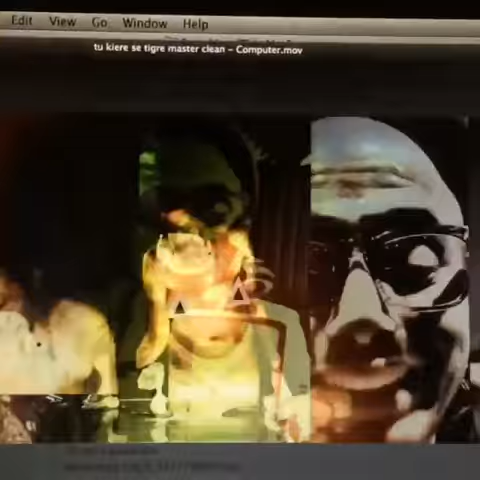 Edit View Go Window Help
tu kiere se tigre master clean – Computer.mov